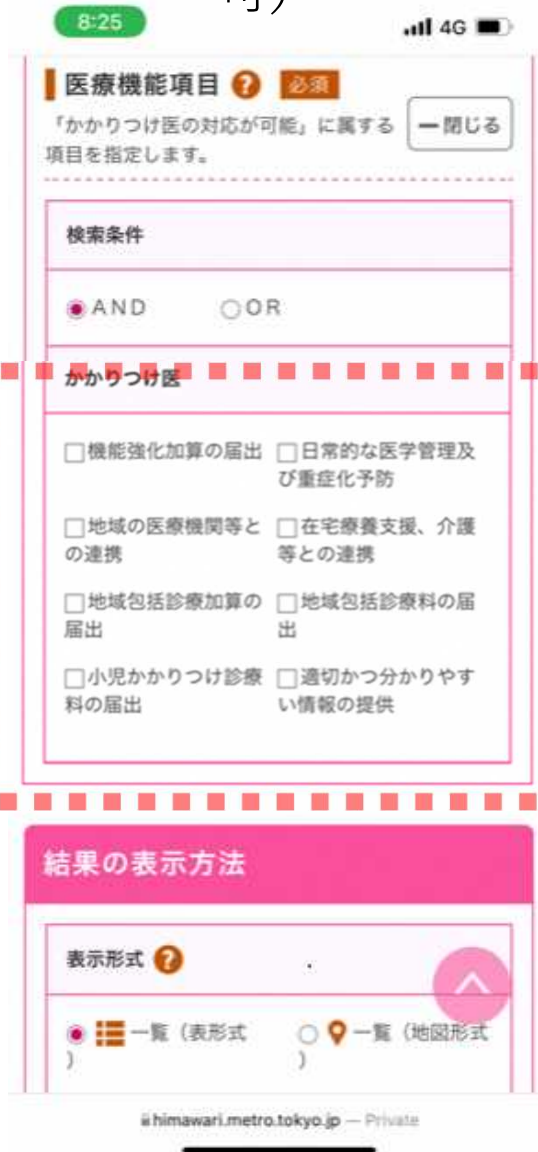 8:25 4G
医療機能項目 ? 必須
「かかりつけ医の対応が可能」に属する
項目を指定します。
ー閉じる
検索条件
AND OR
かかりつけ医
機能強化加算の届出 日常的な医学管理及
び重症化予防
地域の医療機関等と 在宅療養支援、介護
の連携 等との連携
地域包括診療加算の 地域包括診療料の届
届出 出
小児かかりつけ診療 適切かつ分かりやす
料の届出 い情報の提供
結果の表示方法
表示形式 ?
一覧（表形式 一覧（地図形式
） ）
himawari.metro.tokyo.jp — Private